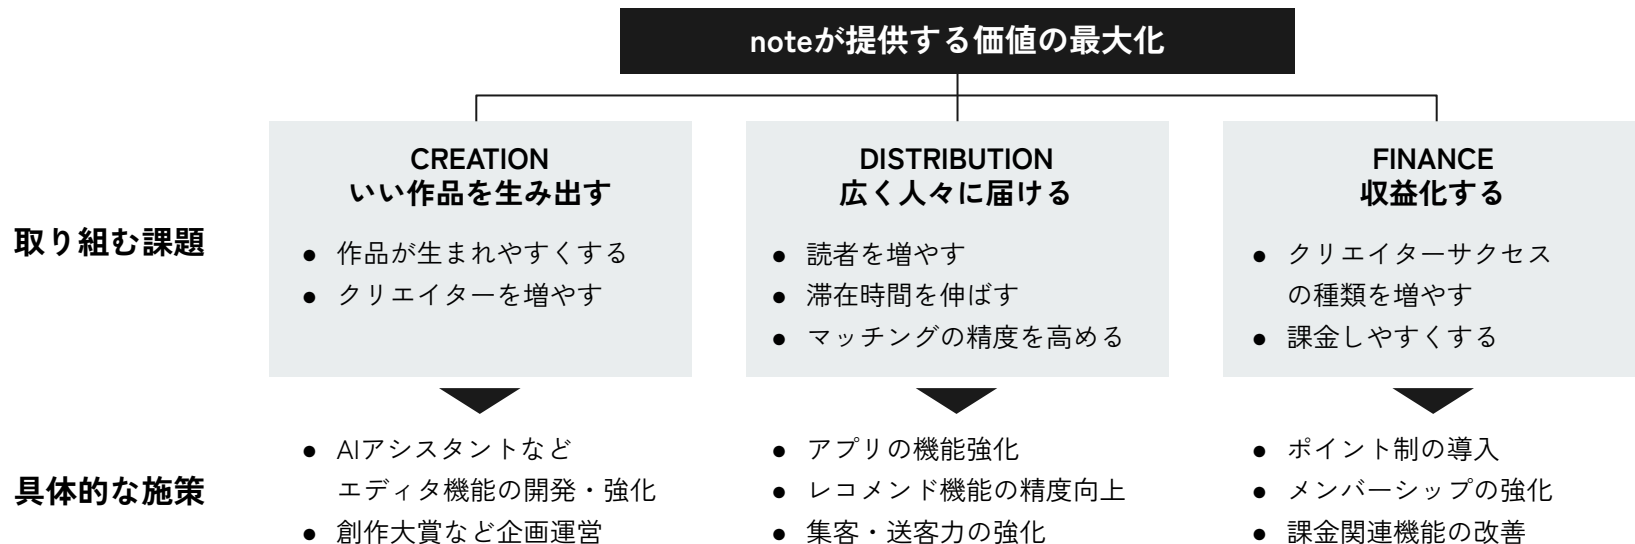 noteが提供する価値の最大化
取り組む課題
CREATION
いい作品を生み出す
● 作品が生まれやすくする
● クリエイターを増やす
DISTRIBUTION
広く人々に届ける
● 読者を増やす
● 滞在時間を伸ばす
● マッチングの精度を高める
FINANCE
収益化する
● クリエイターサクセス
の種類を増やす
● 課金しやすくする
具体的な施策
● AIアシスタントなど
エディタ機能の開発・強化
● 創作大賞など企画運営
● アプリの機能強化
● レコメンド機能の精度向上
● 集客・送客力の強化
● ポイント制の導入
● メンバーシップの強化
● 課金関連機能の改善